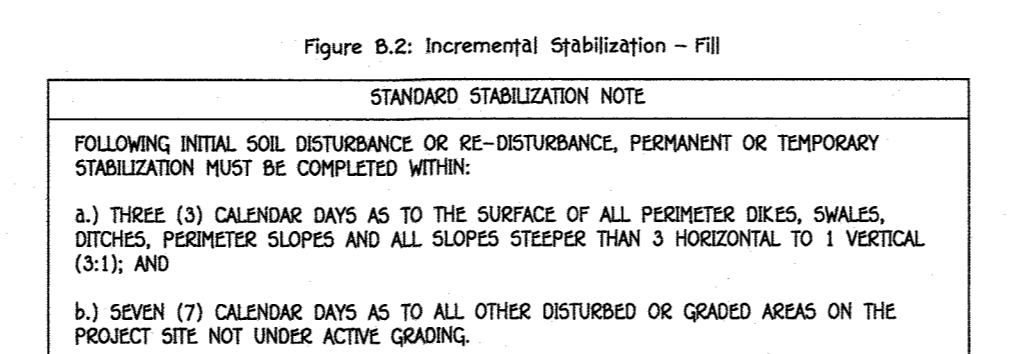 Figure B.2: Incremental Stabilization – Fill
STANDARD STABILIZATION NOTE
FOLLOWING INITIAL SOIL DISTURBANCE OR RE-DISTURBANCE, PERMANENT OR TEMPORARY
STABILIZATION MUST BE COMPLETED WITHIN:
a.) THREE (3) CALENDAR DAYS AS TO THE SURFACE OF ALL PERIMETER DIKES, SWALES,
DITCHES, PERIMETER SLOPES AND ALL SLOPES STEEPER THAN 3 HORIZONTAL TO 1 VERTICAL
(3:1); AND
b.) SEVEN (7) CALENDAR DAYS AS TO ALL OTHER DISTURBED OR GRADED AREAS ON THE
PROJECT SITE NOT UNDER ACTIVE GRADING.